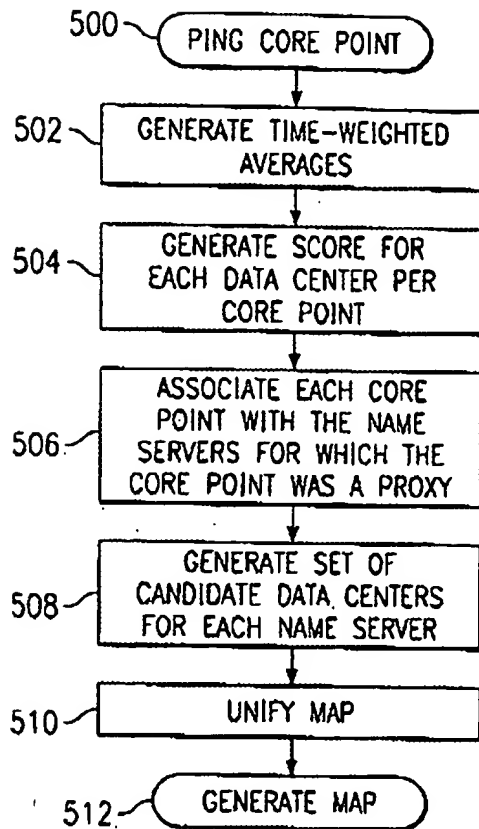 500
PING CORE POINT
502
GENERATE TIME-WEIGHTED
AVERAGES
504
GENERATE SCORE FOR
EACH DATA CENTER PER
CORE POINT
506
ASSOCIATE EACH CORE
POINT WITH THE NAME
SERVERS FOR WHICH THE
CORE POINT WAS A PROXY
508
GENERATE SET OF
CANDIDATE DATA CENTERS
FOR EACH NAME SERVER
510
UNIFY MAP
512
GENERATE MAP